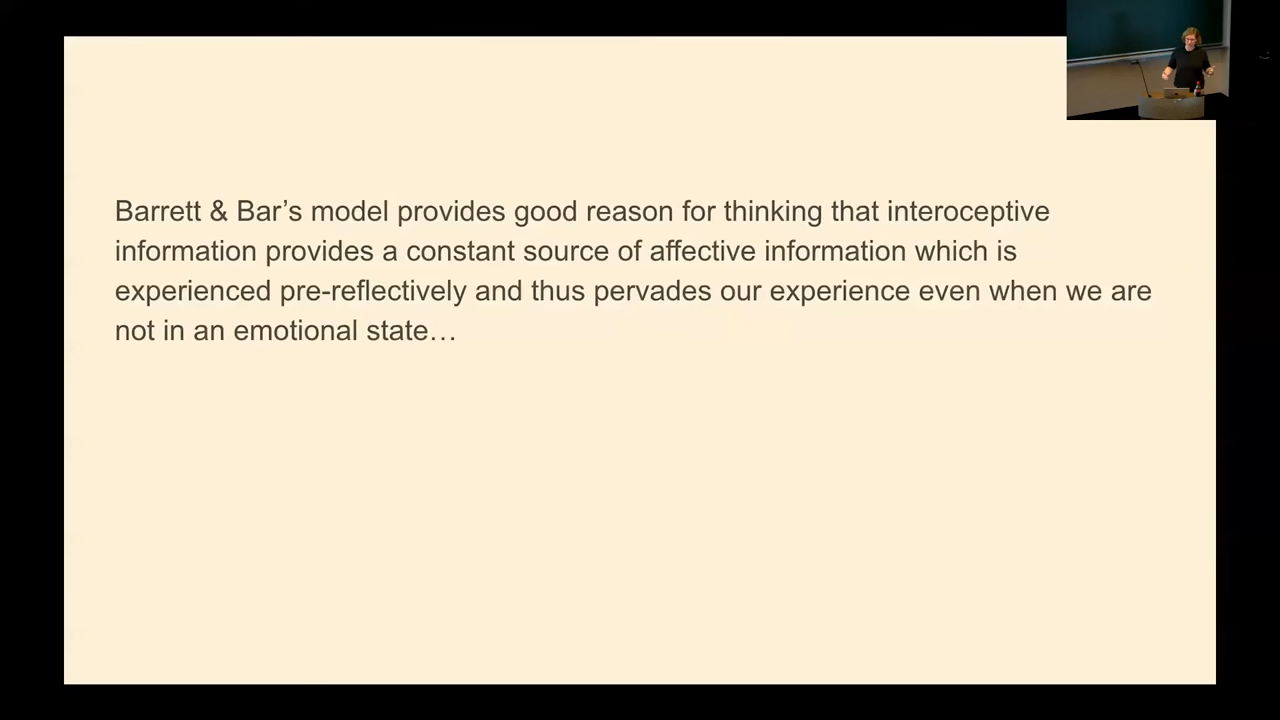 Barrett & Bar’s model provides good reason for thinking that interoceptive
information provides a constant source of affective information which is
experienced pre-reflectively and thus pervades our experience even when we are
not in an emotional state…